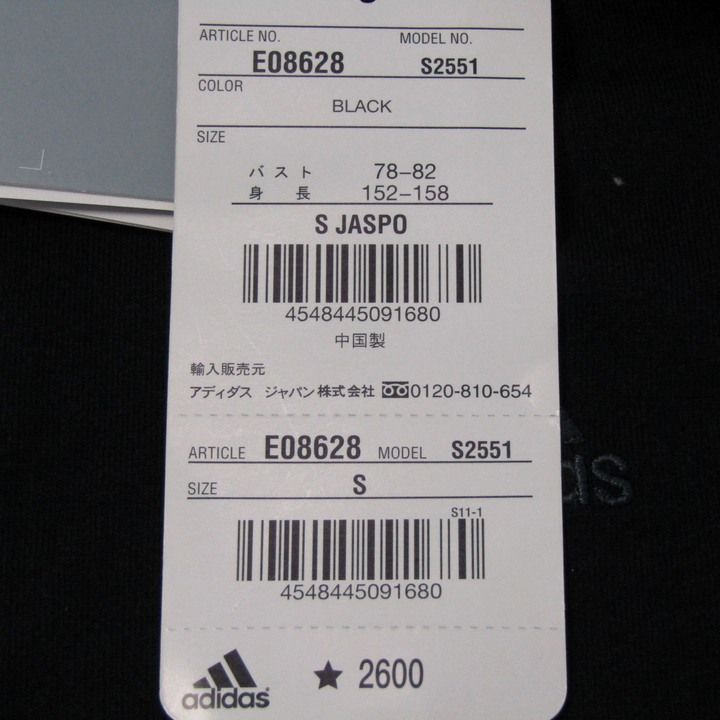 ARTICLE NO. MODEL NO.
E08628 S2551
COLOR
BLACK
SIZE
バスト 78-82
身長 152-158
S JASPO
4548445091680
中国製
輸入販売元
アディダス ジャパン株式会社 0120-810-654
ARTICLE E08628 MODEL S2551
SIZE S
S11-1
4548445091680
adidas ★ 2600
das